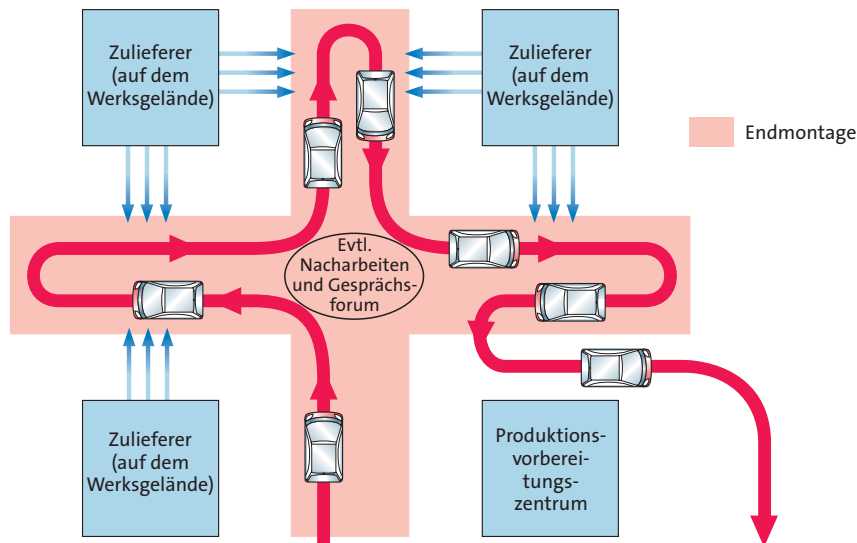 Zulieferer
(auf dem
Werksgelände)
Zulieferer
(auf dem
Werksgelände)
Endmontage
Evtl.
Nacharbeiten
und Gesprächs-
forum
Zulieferer
(auf dem
Werksgelände)
Produktions-
vorberei-
tungs-
zentrum